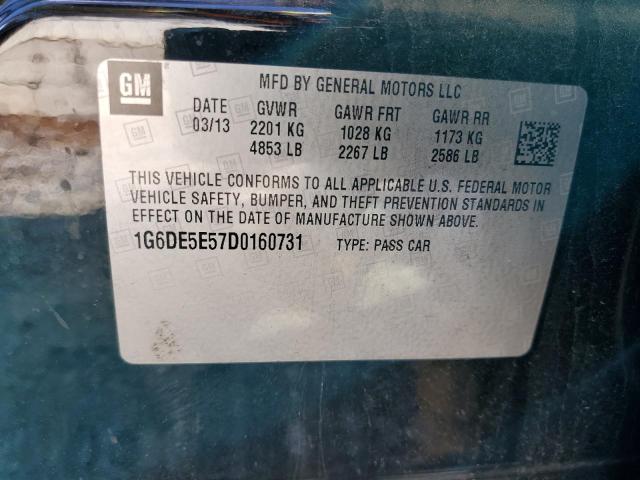 GM
MFD BY GENERAL MOTORS LLC
DATE GVWR GAWR FRT GAWR RR
03/13 2201 KG 1028 KG 1173 KG
4853 LB 2267 LB 2586 LB
THIS VEHICLE CONFORMS TO ALL APPLICABLE U.S. FEDERAL MOTOR
VEHICLE SAFETY, BUMPER, AND THEFT PREVENTION STANDARDS IN
EFFECT ON THE DATE OF MANUFACTURE SHOWN ABOVE.
1G6DE5E57D0160731 TYPE: PASS CAR